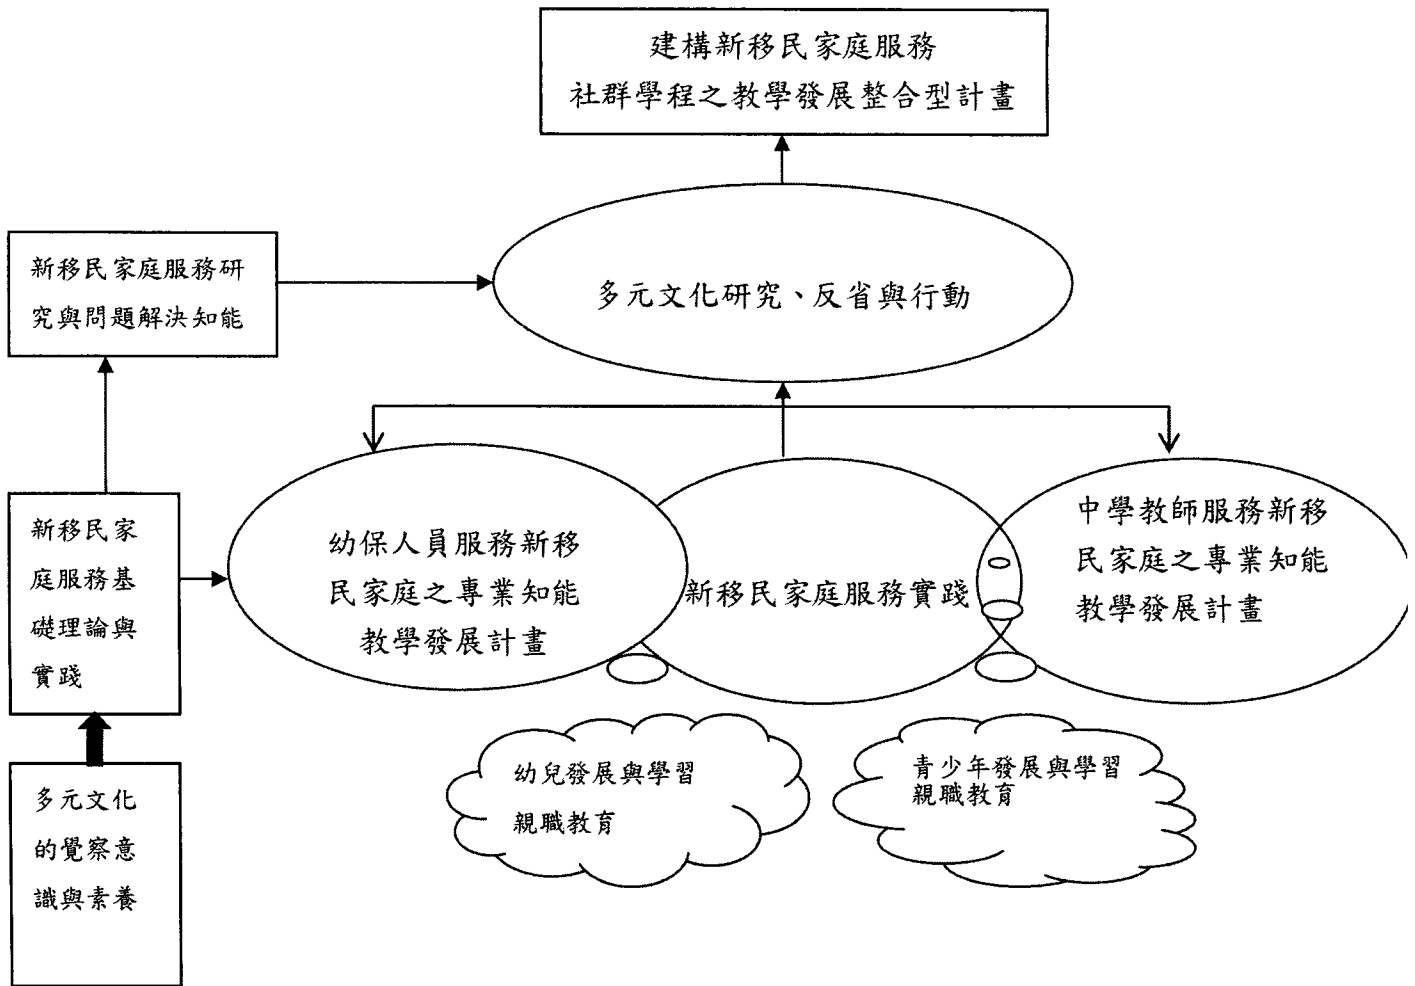 建構新移民家庭服務
社群學程之教學發展整合型計畫
新移民家庭服務研
究與問題解決知能
多元文化研究、反省與行動
新移民家
庭服務基
礎理論與
實踐
幼保人員服務新移
民家庭之專業知能
教學發展計畫
新移民家庭服務實踐
中學教師服務新移
民家庭之專業知能
教學發展計畫
多元文化
的覺察意
識與素養
幼兒發展與學習
親職教育
青少年發展與學習
親職教育